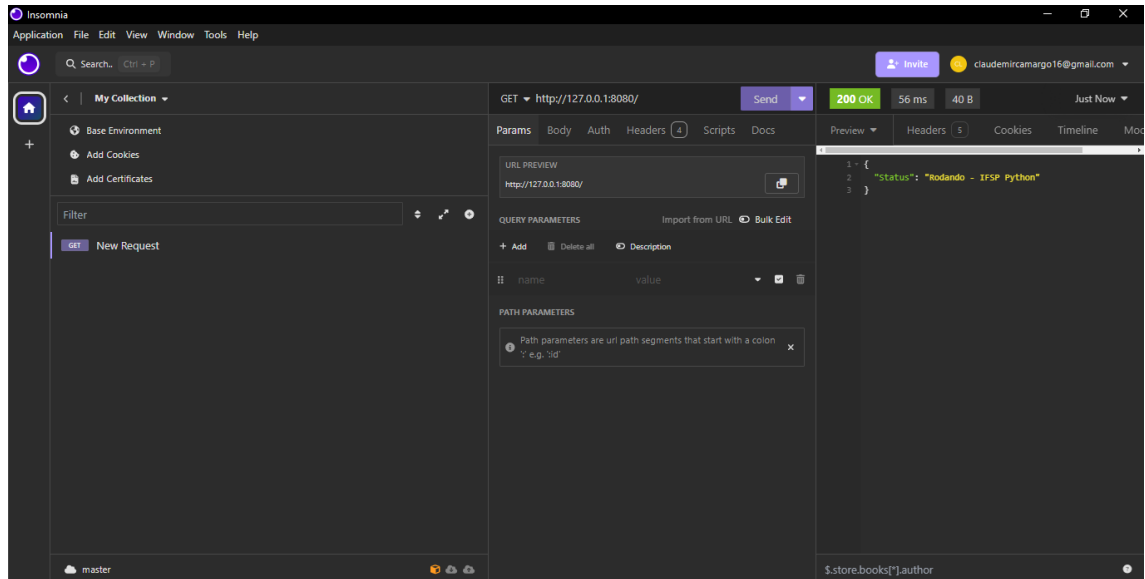 Insomnia
Application File Edit View Window Tools Help
Search.. Ctrl + P
Invite
claudemircamargo16@gmail.com
My Collection
Base Environment
Add Cookies
Add Certificates
Filter
GET New Request
master
GET http://127.0.0.1:8080/ Send
Params Body Auth Headers 4 Scripts Docs
URL PREVIEW
http://127.0.0.1:8080/
QUERY PARAMETERS Import from URL Bulk Edit
+ Add Delete all Description
name value
PATH PARAMETERS
Path parameters are url path segments that start with a colon
':' e.g. ':id'
200 OK 56 ms 40 B Just Now
Preview Headers 5 Cookies Timeline Moc
1 {
2 "Status": "Rodando - IFSP Python"
3 }
$.store.books[*].author